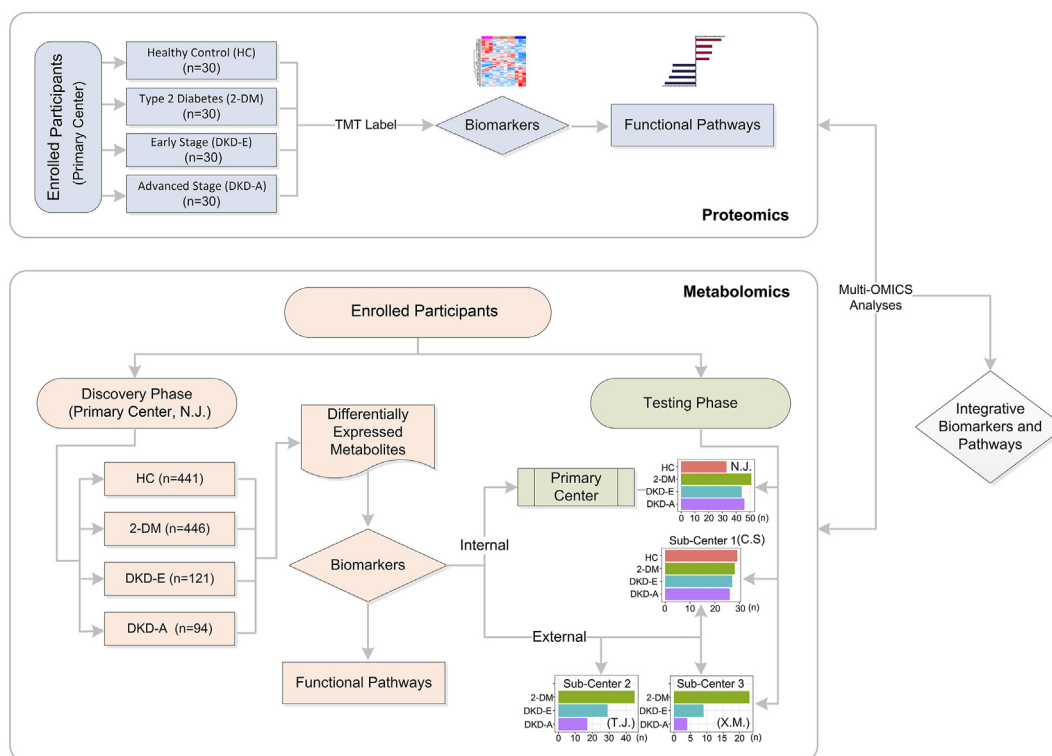 Enrolled Participants
(Primary Center)
Healthy Control (HC)
(n=30)
Type 2 Diabetes (2-DM)
(n=30)
Early Stage (DKD-E)
(n=30)
Advanced Stage (DKD-A)
(n=30)
TMT Label
Biomarkers
Functional Pathways
Proteomics
Multi-OMICS
Analyses
Integrative
Biomarkers and
Pathways
Metabolomics
Enrolled Participants
Discovery Phase
(Primary Center, N.J.)
HC (n=441)
2-DM (n=446)
DKD-E (n=121)
DKD-A (n=94)
Differentially
Expressed
Metabolites
Biomarkers
Functional Pathways
Internal
External
Testing Phase
Primary
Center
N.J.
HC
2-DM
DKD-E
DKD-A
0 10 20 30 40 50 (n)
Sub-Center 1(C.S)
HC
2-DM
DKD-E
DKD-A
0 10 20 30 (n)
Sub-Center 2
2-DM
DKD-E
DKD-A
(T.J.)
0 10 20 30 40 (n)
Sub-Center 3
2-DM
DKD-E
DKD-A
(X.M.)
0 5 10 15 20 (n)